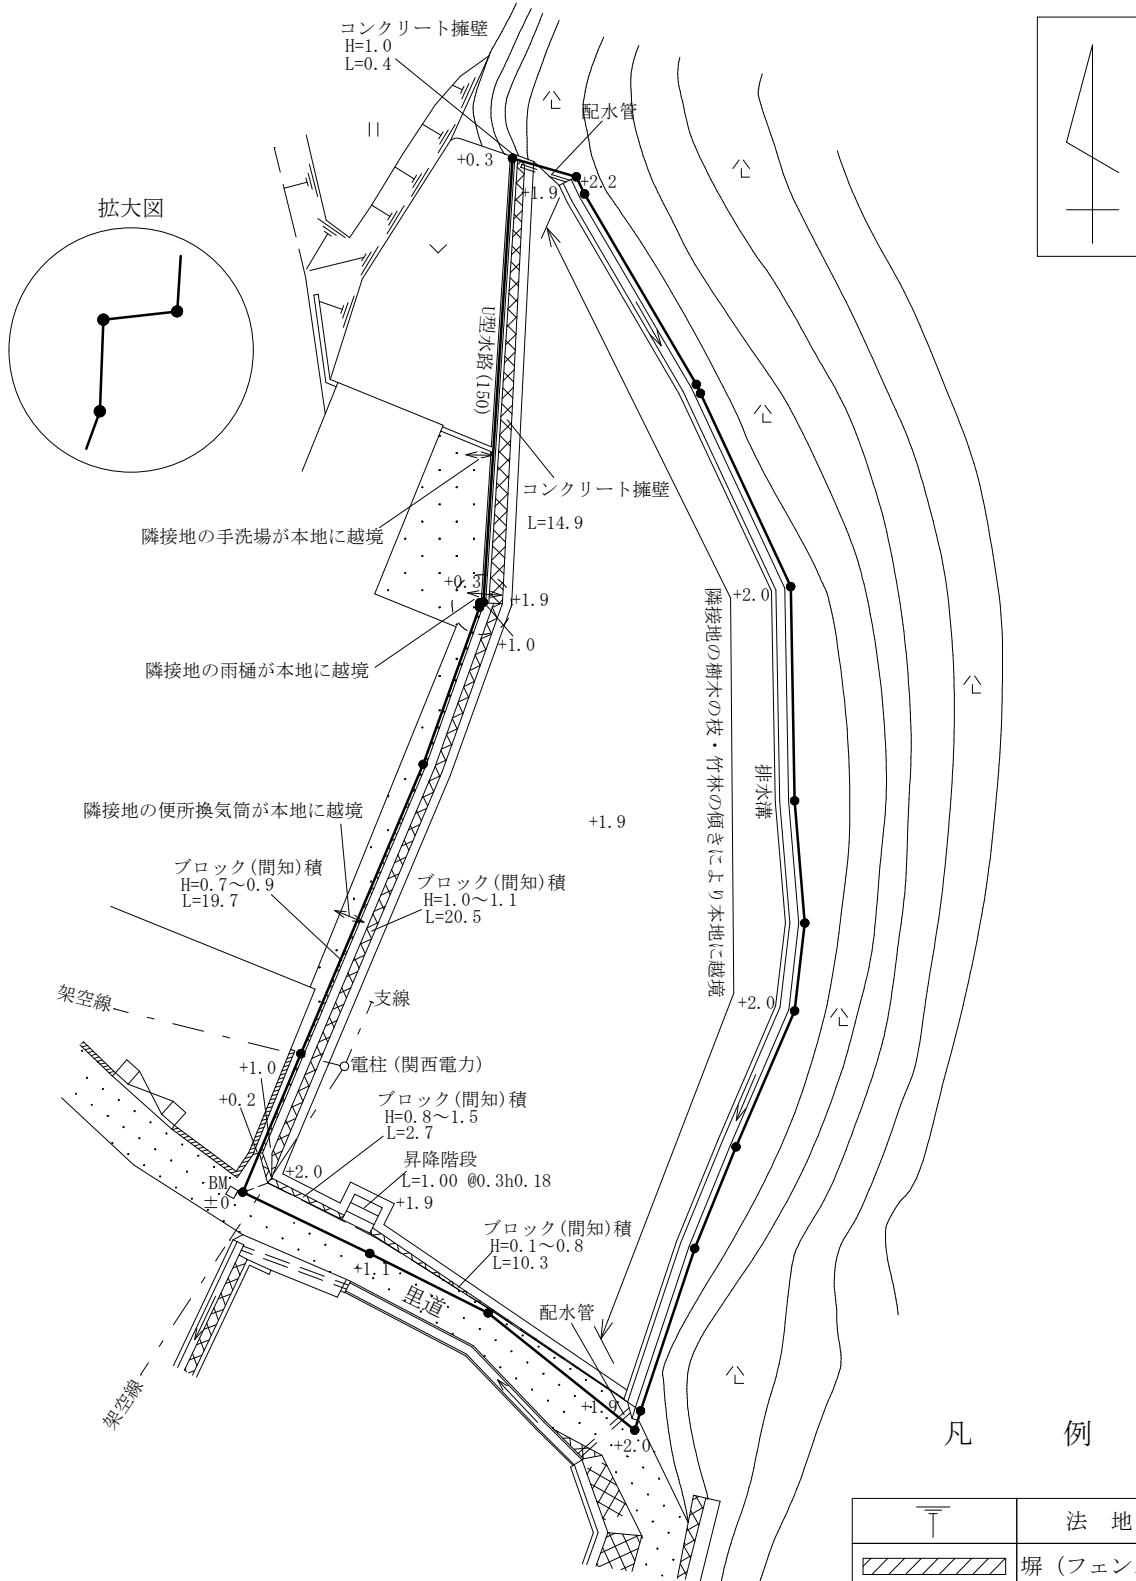 コンクリート擁壁
H=1.0
L=0.4
配水管
+0.3
+1.9
+2.2
拡大図
U型水路(150)
コンクリート擁壁
L=14.9
隣接地の手洗場が本地に越境
+0.3
+1.9
+1.0
隣接地の雨樋が本地に越境
+2.0
隣接地の樹木の枝・竹林の傾きにより本地に越境
排水溝
隣接地の便所換気筒が本地に越境
+1.9
ブロック(間知)積
H=0.7～0.9
L=19.7
ブロック(間知)積
H=1.0～1.1
L=20.5
架空線
支線
+2.0
電柱(関西電力)
+1.0
+0.2
ブロック(間知)積
H=0.8～1.5
L=2.7
昇降階段
L=1.00 @0.3h0.18
+2.0
+1.9
BM
±0
ブロック(間知)積
H=0.1～0.8
L=10.3
+1.1
里道
配水管
架空線
+1.9
+2.0
凡 例
法 地
塀（フェン